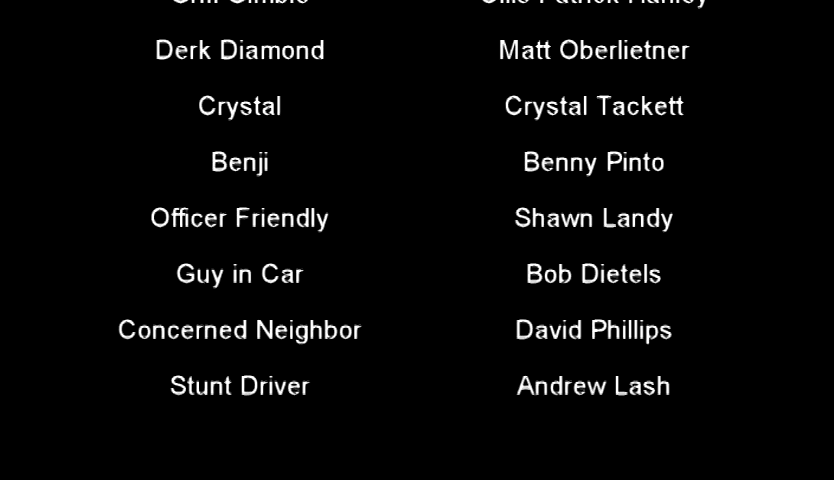 Derk Diamond Matt Oberlietner
Crystal Crystal Tackett
Benji Benny Pinto
Officer Friendly Shawn Landy
Guy in Car Bob Dietels
Concerned Neighbor David Phillips
Stunt Driver Andrew Lash